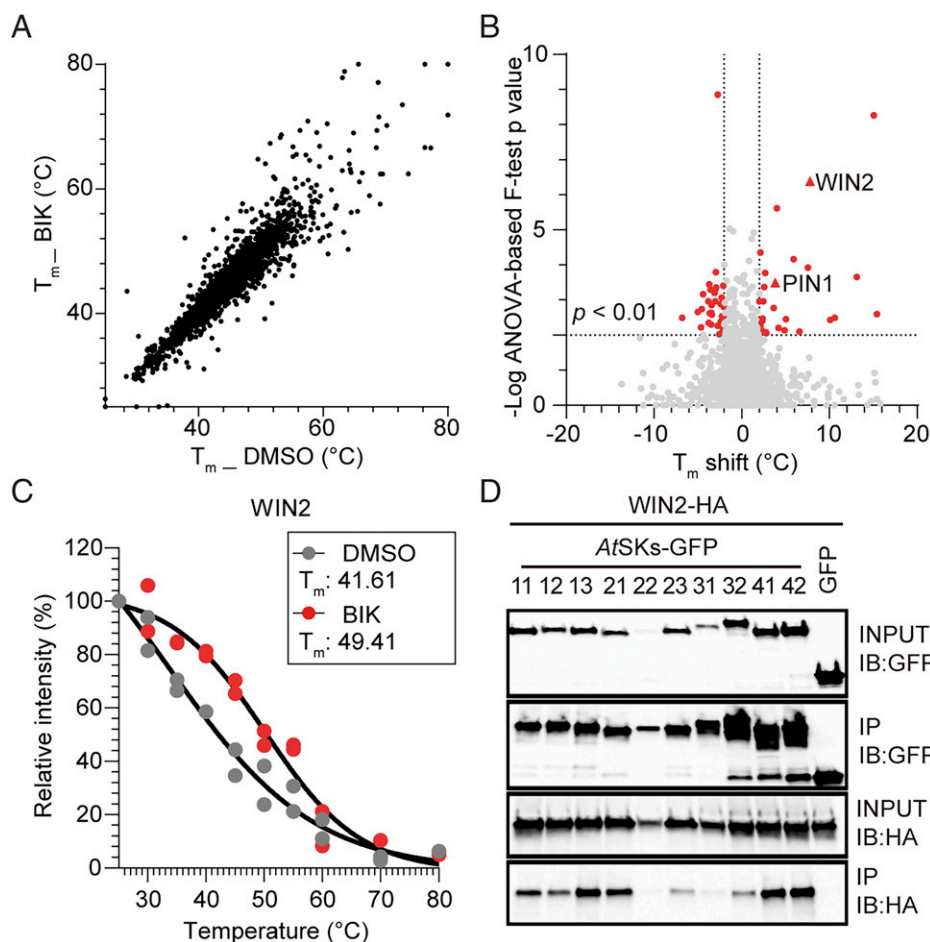 A
80
60
40
T_m_ BIK (°C)
40 60 80
T_m_ DMSO (°C)
B
10
5
0
-Log ANOVA-based F-test p value
WIN2
PIN1
p < 0.01
-20 -10 0 10 20
T_m shift (°C)
C
WIN2
120
100
80
60
40
20
0
Relative intensity (%)
DMSO
T_m: 41.61
BIK
T_m: 49.41
30 40 50 60 70 80
Temperature (°C)
D
WIN2-HA
AtSKs-GFP
GFP
11 12 13 21 22 23 31 32 41 42
INPUT
IB:GFP
IP
IB:GFP
INPUT
IB:HA
IP
IB:HA